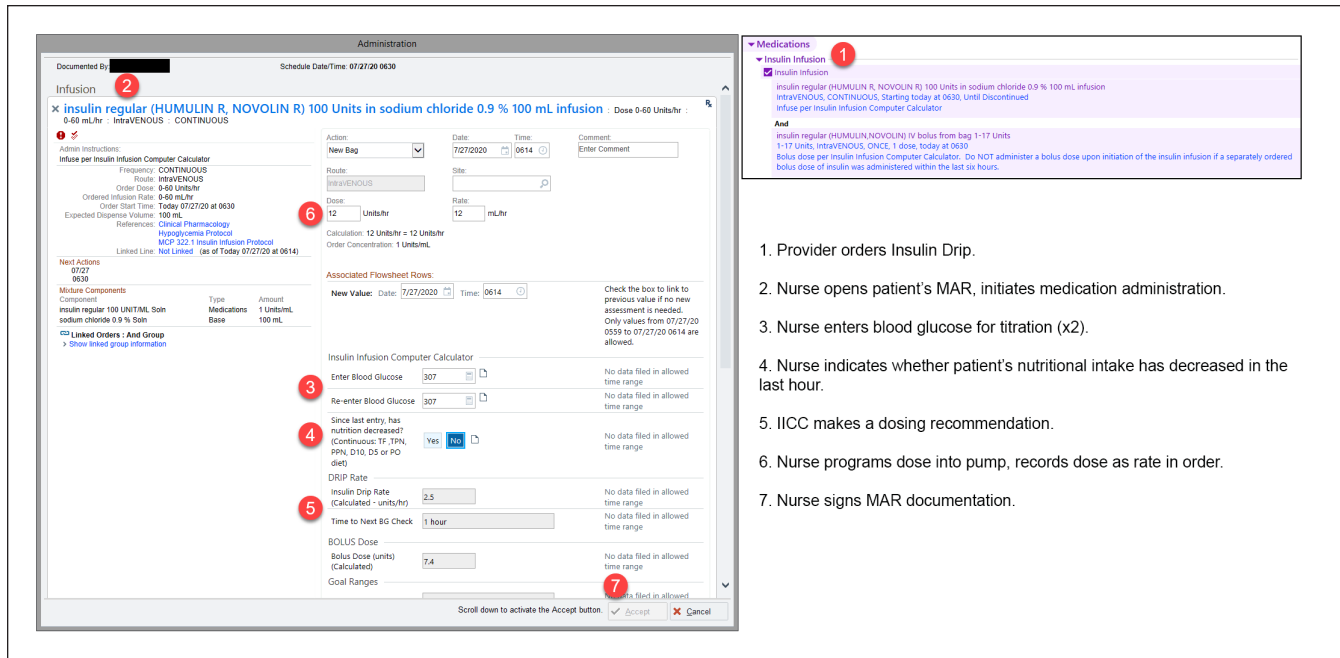 Administration
Documented By:
Schedule Date/Time: 07/27/20 0630
2
Infusion
insulin regular (HUMULIN R, NOVOLIN R) 100 Units in sodium chloride 0.9 % 100 mL infusion : Dose 0-60 Units/hr :
0-60 mL/hr : IntraVENOUS : CONTINUOUS
Admin Instructions:
Infuse per Insulin Infusion Computer Calculator
Frequency: CONTINUOUS
Route: IntraVENOUS
Order Dose: 0-60 Units/hr
Ordered Infusion Rate: 0-60 mL/hr
Order Start Time: Today 07/27/20 at 0630
Expected Dispense Volume: 100 mL
References: Clinical Pharmacology
Hypoglycemia Protocol
MCP 322.1 Insulin Infusion Protocol
Linked Line: Not Linked (as of Today 07/27/20 at 0614)
Next Actions
07/27
0630
Mixture Components
Component Type Amount
insulin regular 100 UNIT/ML Soln Medications 1 Units/mL
sodium chloride 0.9 % Soln Base 100 mL
Linked Orders : And Group
> Show linked group information
Action: Date: Time: Comment:
New Bag 7/27/2020 0614 Enter Comment
Route: Site:
IntraVENOUS
Dose: Rate:
6 12 Units/hr 12 mL/hr
Calculation: 12 Units/hr = 12 Units/hr
Order Concentration: 1 Units/mL
Associated Flowsheet Rows:
New Value: Date: 7/27/2020 Time: 0614
Check the box to link to
previous value if no new
assessment is needed.
Only values from 07/27/20
0559 to 07/27/20 0614 are
allowed.
Insulin Infusion Computer Calculator
3
Enter Blood Glucose 307
No data filed in allowed
time range
Re-enter Blood Glucose 307
No data filed in allowed
time range
4
Since last entry, has
nutrition decreased?
(Continuous: TF ,TPN,
PPN, D10, D5 or PO
diet)
Yes No
No data filed in allowed
time range
DRIP Rate
5
Insulin Drip Rate
(Calculated - units/hr)
2.5
No data filed in allowed
time range
Time to Next BG Check 1 hour
No data filed in allowed
time range
BOLUS Dose
Bolus Dose (units)
(Calculated)
7.4
No data filed in allowed
time range
Goal Ranges
7
data filed in allowed
Scroll down to activate the Accept button. Accept Cancel
Medications
1
Insulin Infusion
Insulin Infusion
insulin regular (HUMULIN R, NOVOLIN R) 100 Units in sodium chloride 0.9 % 100 mL infusion
IntraVENOUS, CONTINUOUS, Starting today at 0630, Until Discontinued
Infuse per Insulin Infusion Computer Calculator
And
insulin regular (HUMULIN,NOVOLIN) IV bolus from bag 1-17 Units
1-17 Units, IntraVENOUS, ONCE, 1 dose, today at 0630
Bolus dose per Insulin Infusion Computer Calculator. Do NOT administer a bolus dose upon initiation of the insulin infusion if a separately ordered
bolus dose of insulin was administered within the last six hours.
1. Provider orders Insulin Drip.
2. Nurse opens patient's MAR, initiates medication administration.
3. Nurse enters blood glucose for titration (x2).
4. Nurse indicates whether patient's nutritional intake has decreased in the
last hour.
5. IICC makes a dosing recommendation.
6. Nurse programs dose into pump, records dose as rate in order.
7. Nurse signs MAR documentation.